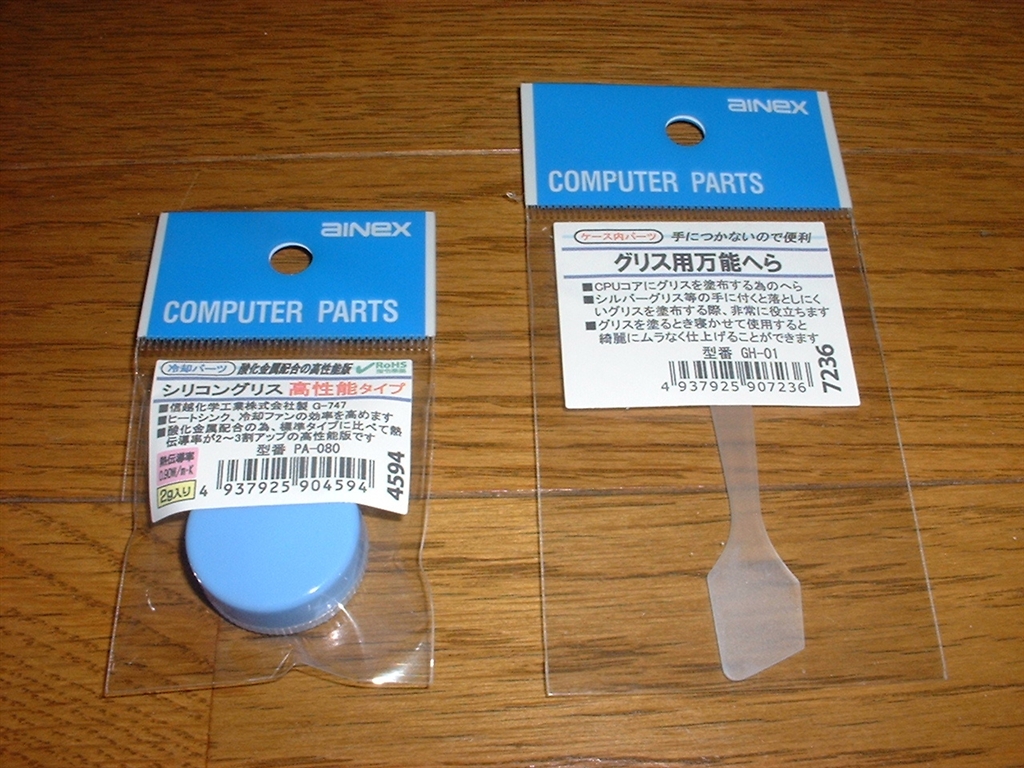 ainex
COMPUTER PARTS
冷却パーツ 酸化金属配合の高性能版 RoHS
シリコングリス 高性能タイプ
■信越化学工業株式会社製 G-747
■ヒートシンク、冷却ファンの効率を高めます
■酸化金属配合の為、標準タイプに比べて熱
伝導率が2~3割アップの高性能版です
型番 PA-080
熱伝導率
0.90W/m・K
2g入り
4 937925 904594
4594
ainex
COMPUTER PARTS
ケース内パーツ 手につかないので便利
グリス用万能へら
■CPUコアにグリスを塗布する為のへら
■シルバーグリス等の手に付くと落としにく
いグリスを塗布する際、非常に役立ちます
■グリスを塗るとき寝かせて使用すると
綺麗にムラなく仕上げることができます
型番 GH-01
4 937925 907236
7236